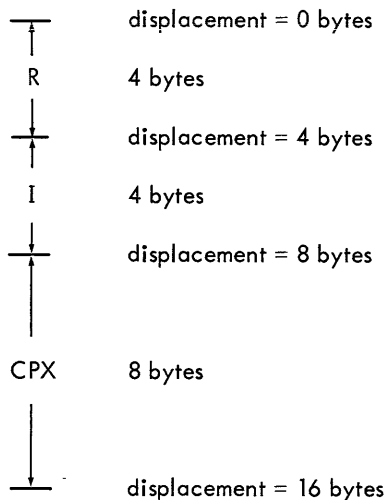 displacement = 0 bytes
R 4 bytes
displacement = 4 bytes
I 4 bytes
displacement = 8 bytes
CPX 8 bytes
displacement = 16 bytes